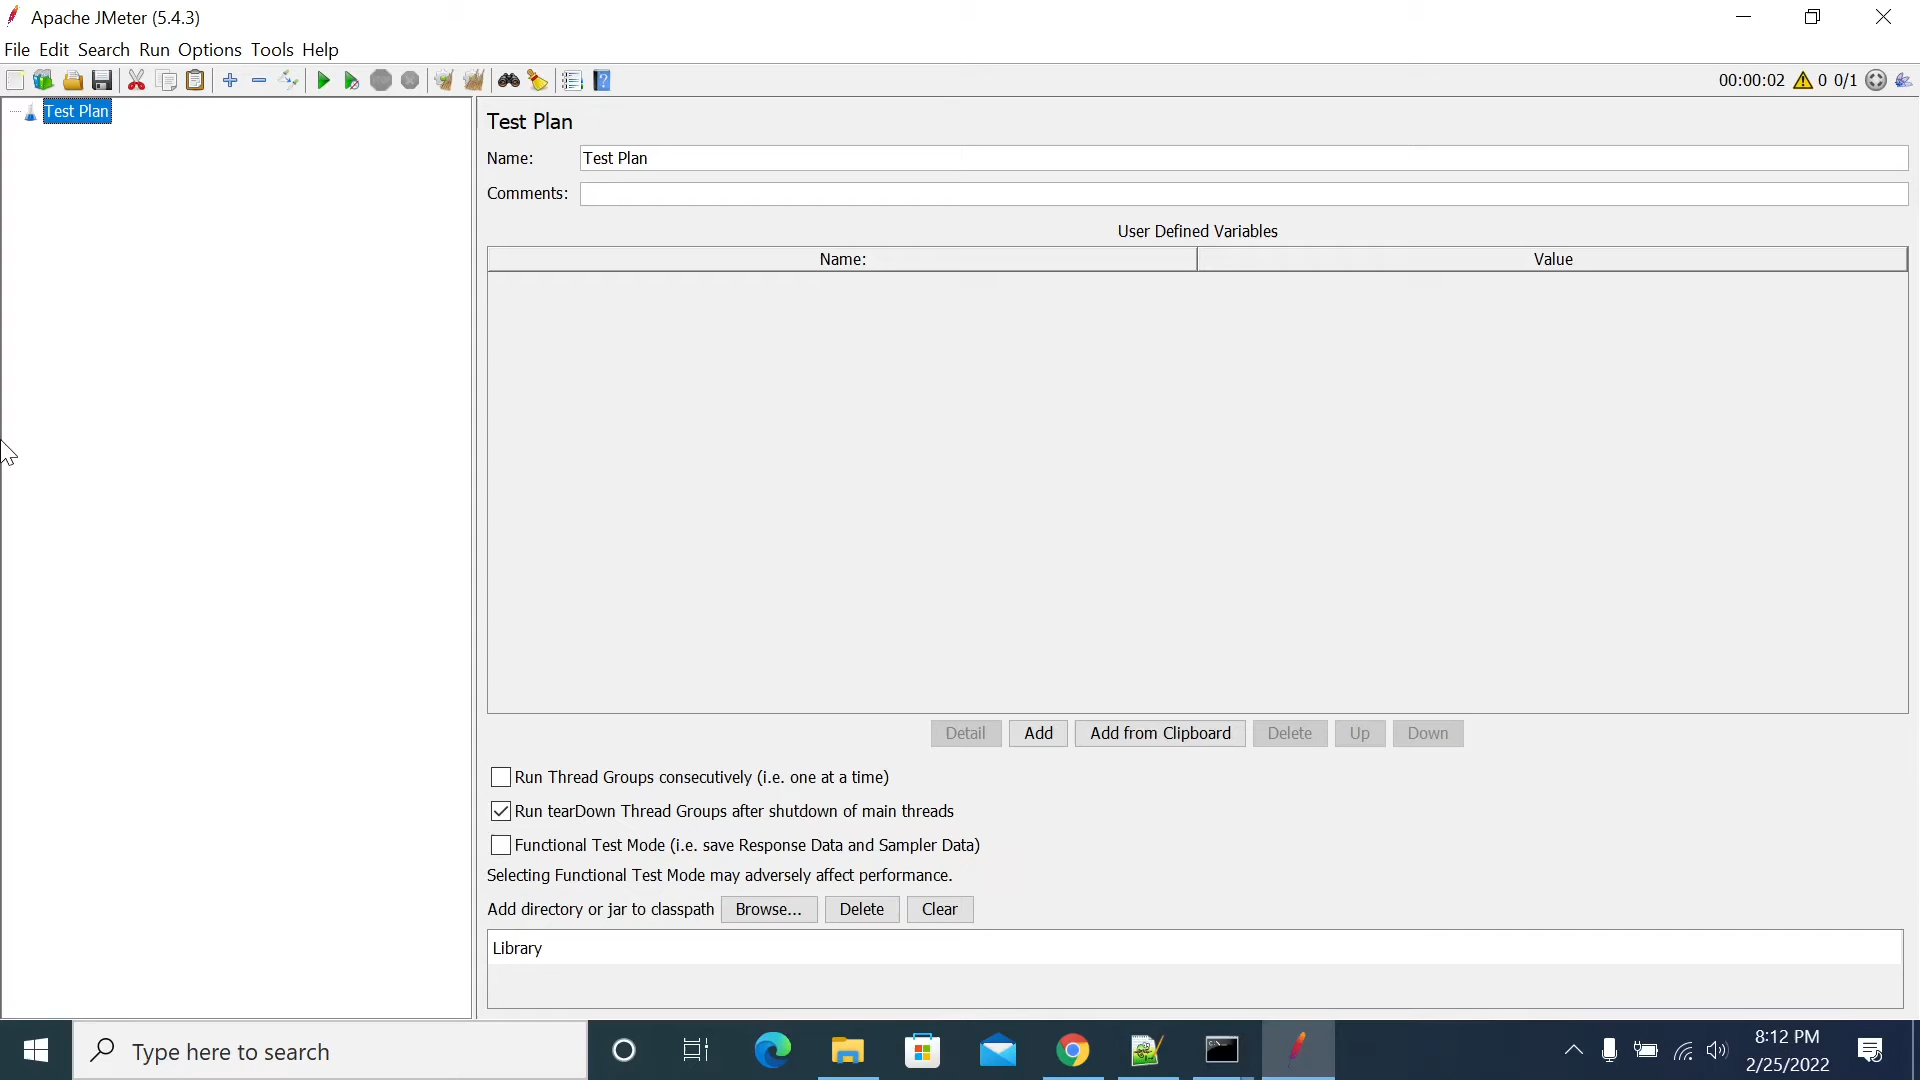 Apache JMeter (5.4.3)
File Edit Search Run Options Tools Help
00:00:02 0 0/1
Test Plan
Test Plan
Name: Test Plan
Comments:
User Defined Variables
Name: Value
Detail Add Add from Clipboard Delete Up Down
Run Thread Groups consecutively (i.e. one at a time)
Run tearDown Thread Groups after shutdown of main threads
Functional Test Mode (i.e. save Response Data and Sampler Data)
Selecting Functional Test Mode may adversely affect performance.
Add directory or jar to classpath Browse... Delete Clear
Library
Type here to search
8:12 PM
2/25/2022